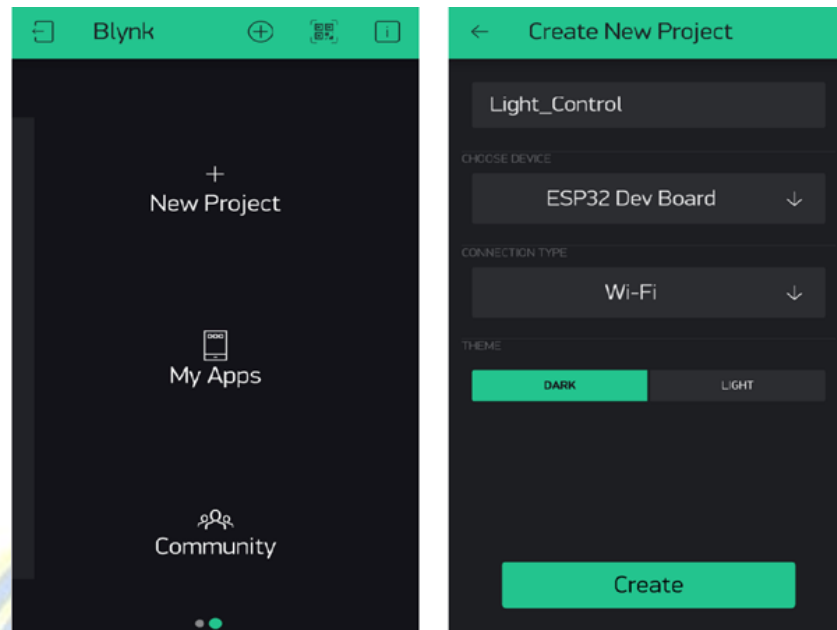 Blynk
New Project
My Apps
Community
Create New Project
Light_Control
CHOOSE DEVICE
ESP32 Dev Board
CONNECTION TYPE
Wi-Fi
THEME
DARK
LIGHT
Create